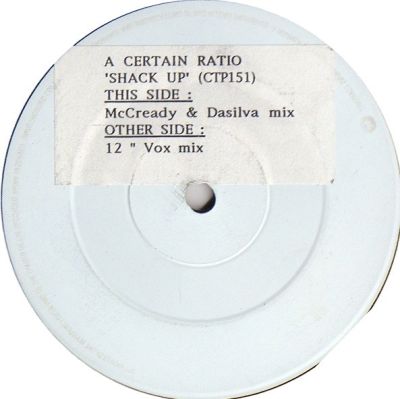 A CERTAIN RATIO
'SHACK UP' (CTP151)
THIS SIDE :
McCready & Dasilva mix
OTHER SIDE :
12 " Vox mix